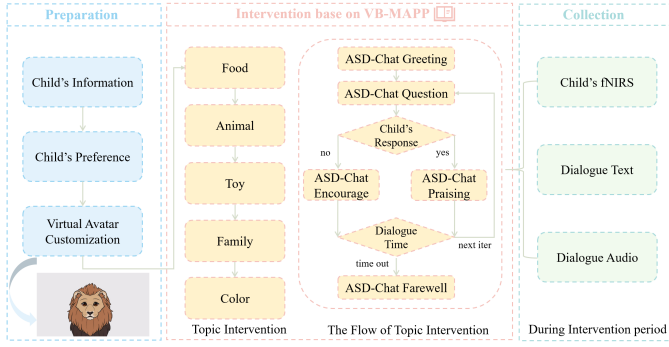 Preparation
Child's Information
Child's Preference
Virtual Avatar
Customization
Intervention base on VB-MAPP
Food
Animal
Toy
Family
Color
Topic Intervention
ASD-Chat Greeting
ASD-Chat Question
Child's
Response
no
yes
ASD-Chat
Encourage
ASD-Chat
Praising
Dialogue
Time
next iter
time out
ASD-Chat Farewell
The Flow of Topic Intervention
Collection
Child's fNIRS
Dialogue Text
Dialogue Audio
During Intervention period